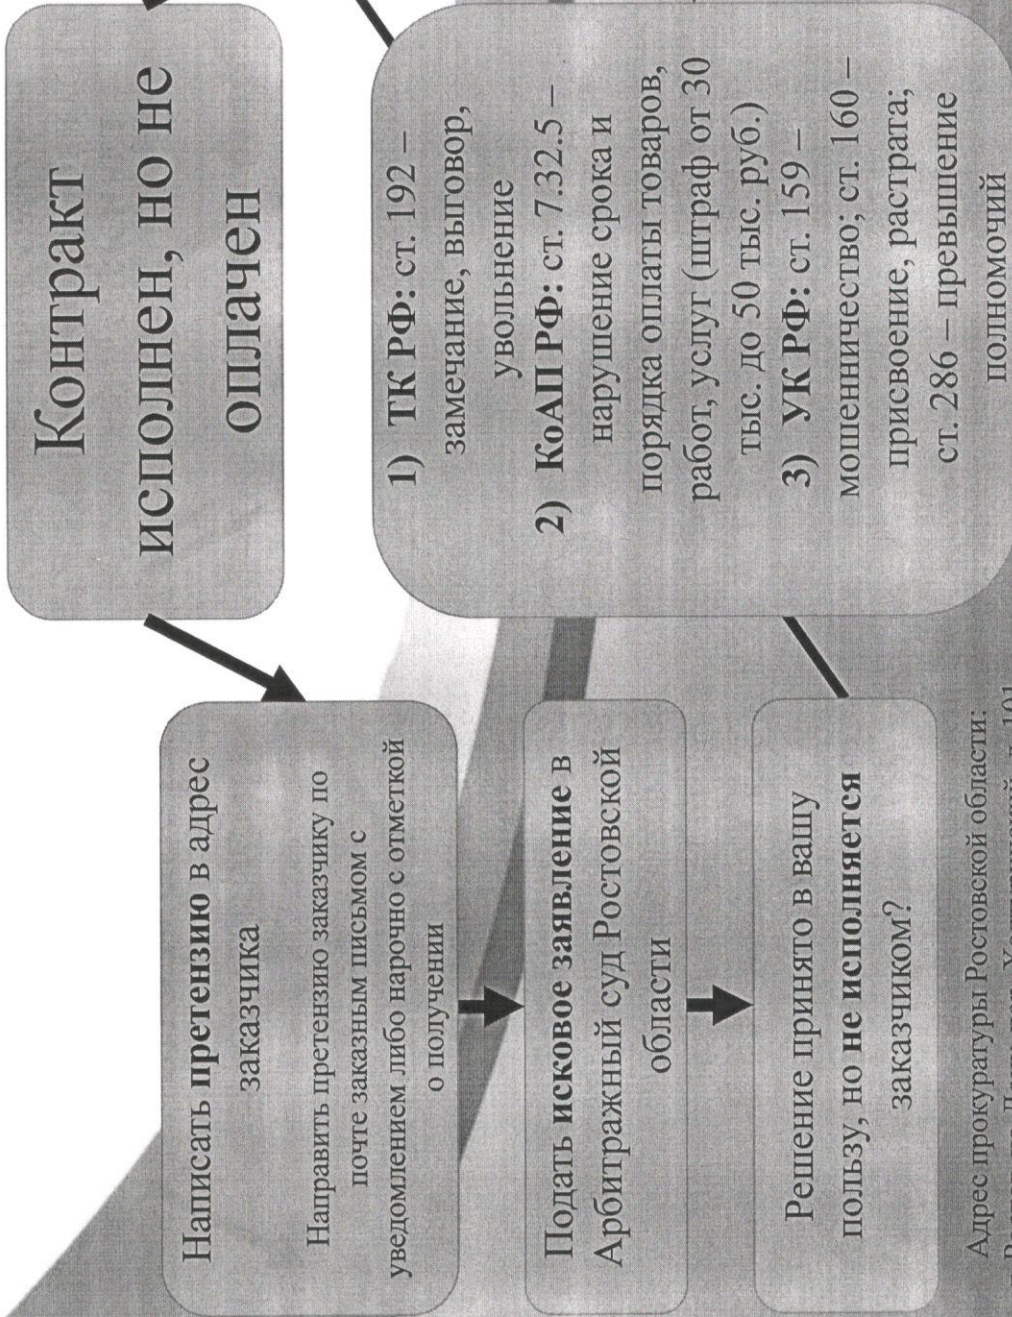 Контракт
исполнен, но не
оплачен
Написать претензию в адрес
заказчика
Направить претензию заказчику по
почте заказным письмом с
уведомлением либо нарочно с отметкой
о получении
Подать исковое заявление в
Арбитражный суд Ростовской
области
Решение принято в вашу
пользу, но не исполняется
заказчиком?
1) ТК РФ: ст. 192 –
замечание, выговор,
увольнение
2) КоАП РФ: ст. 7.32.5 –
нарушение срока и
порядка оплаты товаров,
работ, услуг (штраф от 30
тыс. до 50 тыс. руб.)
3) УК РФ: ст. 159 –
мошенничество; ст. 160 –
присвоение, растрата;
ст. 286 – превышение
полномочий
Адрес прокуратуры Ростовской области: